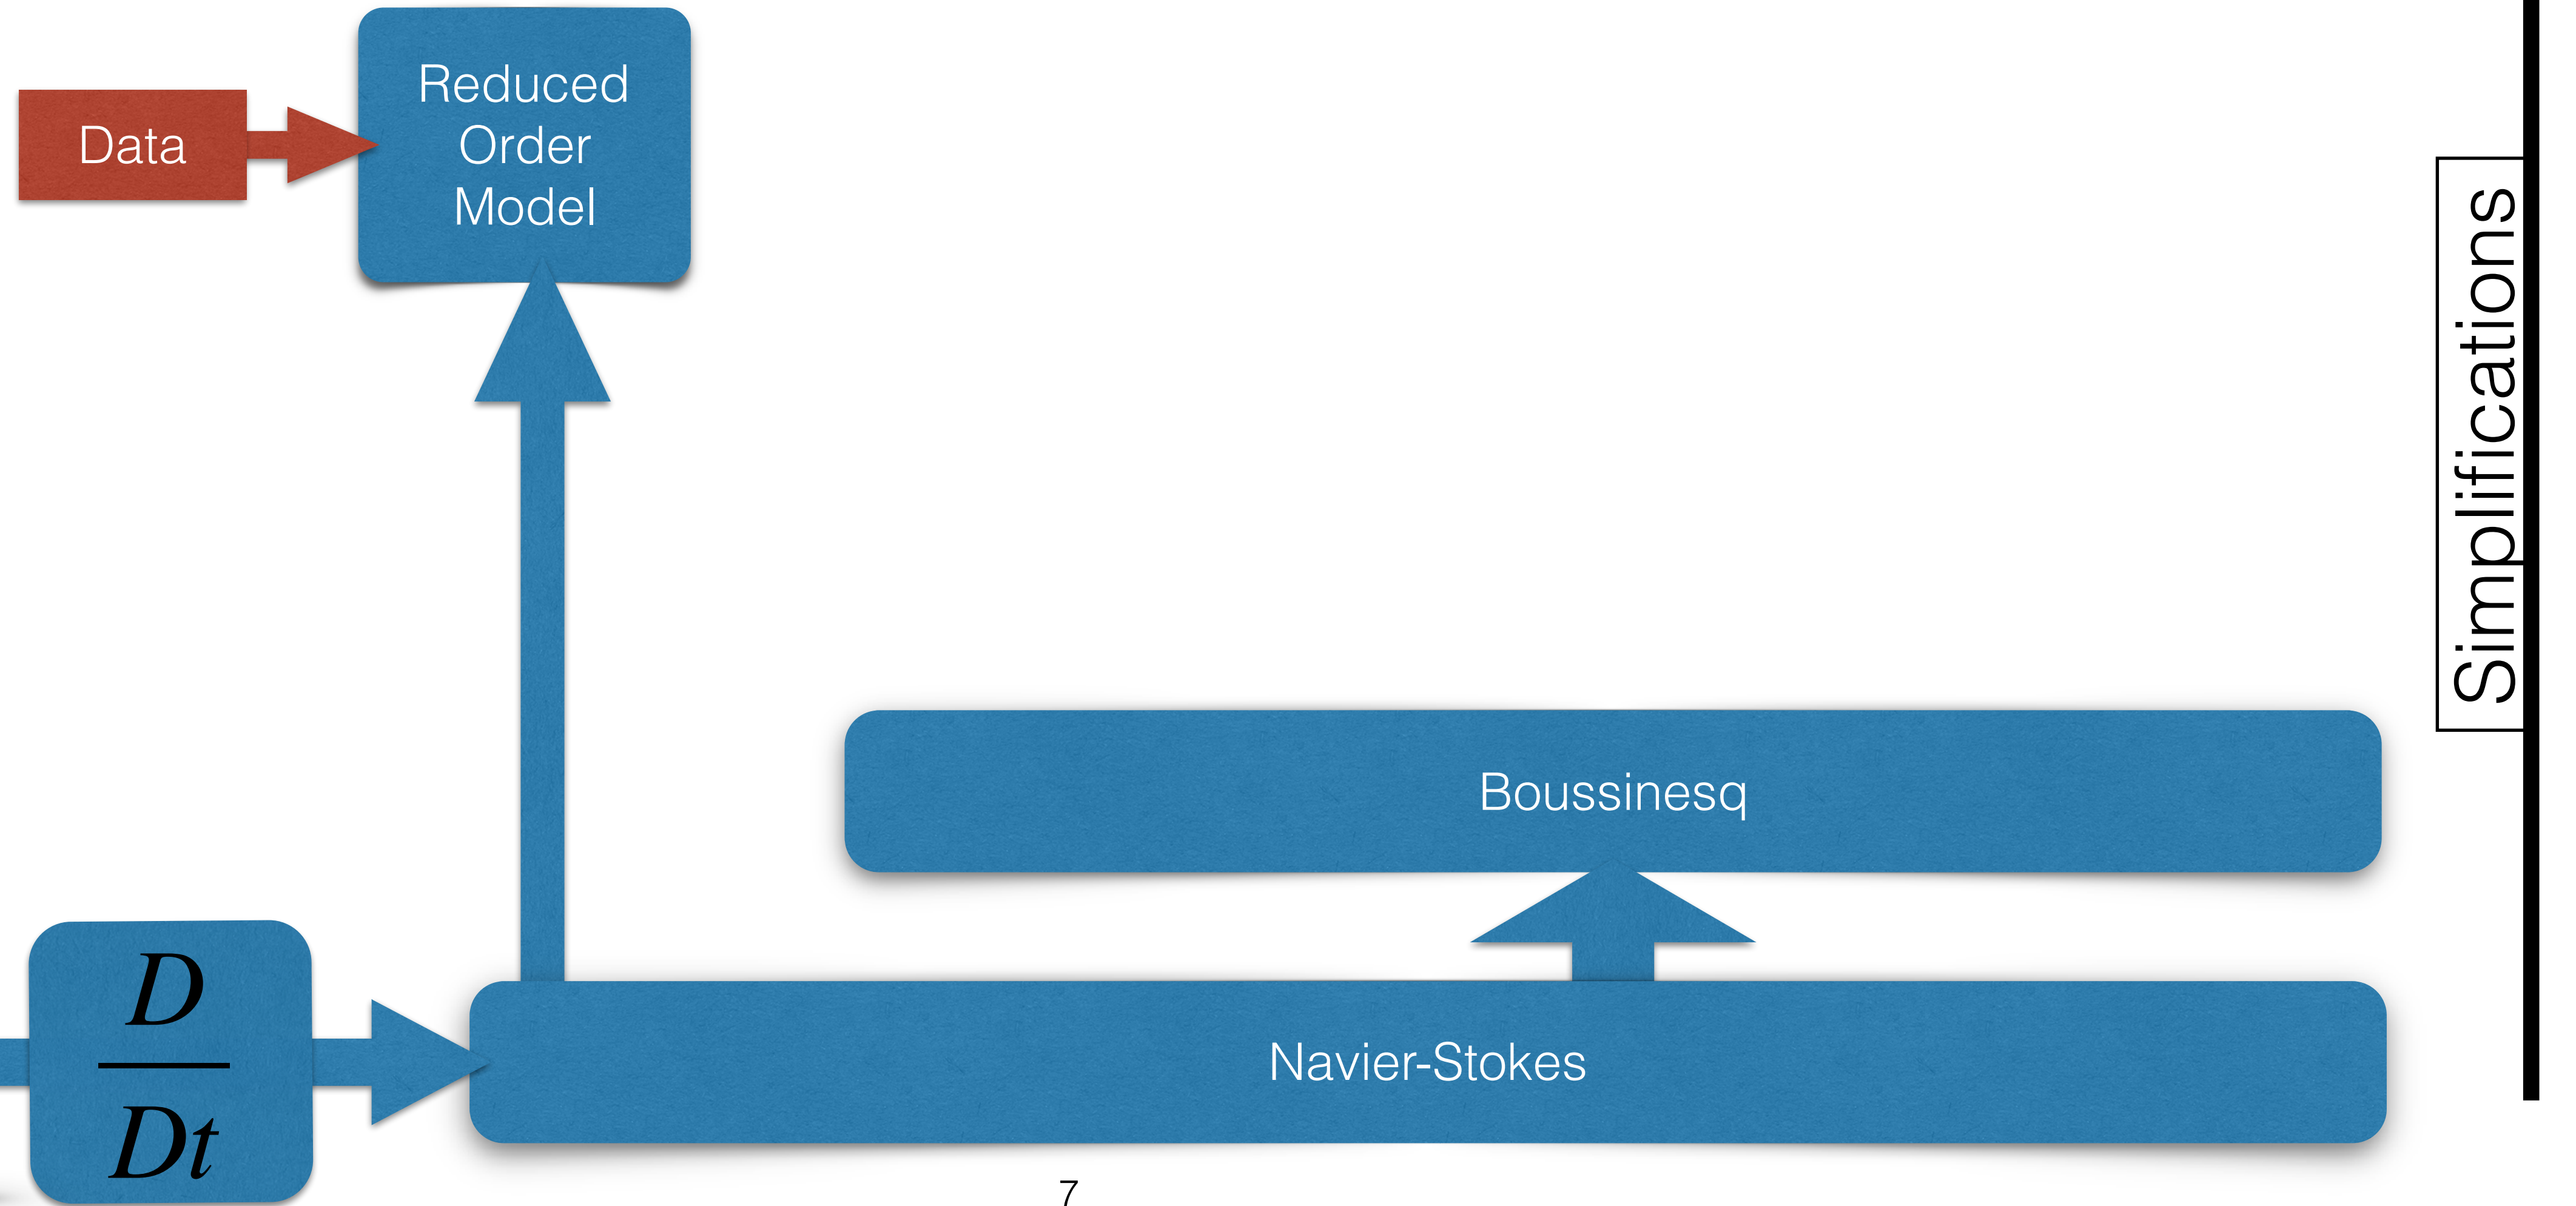 Reduced
Order
Model
Data
Simplifications
Boussinesq
D
Dt
Navier-Stokes
7